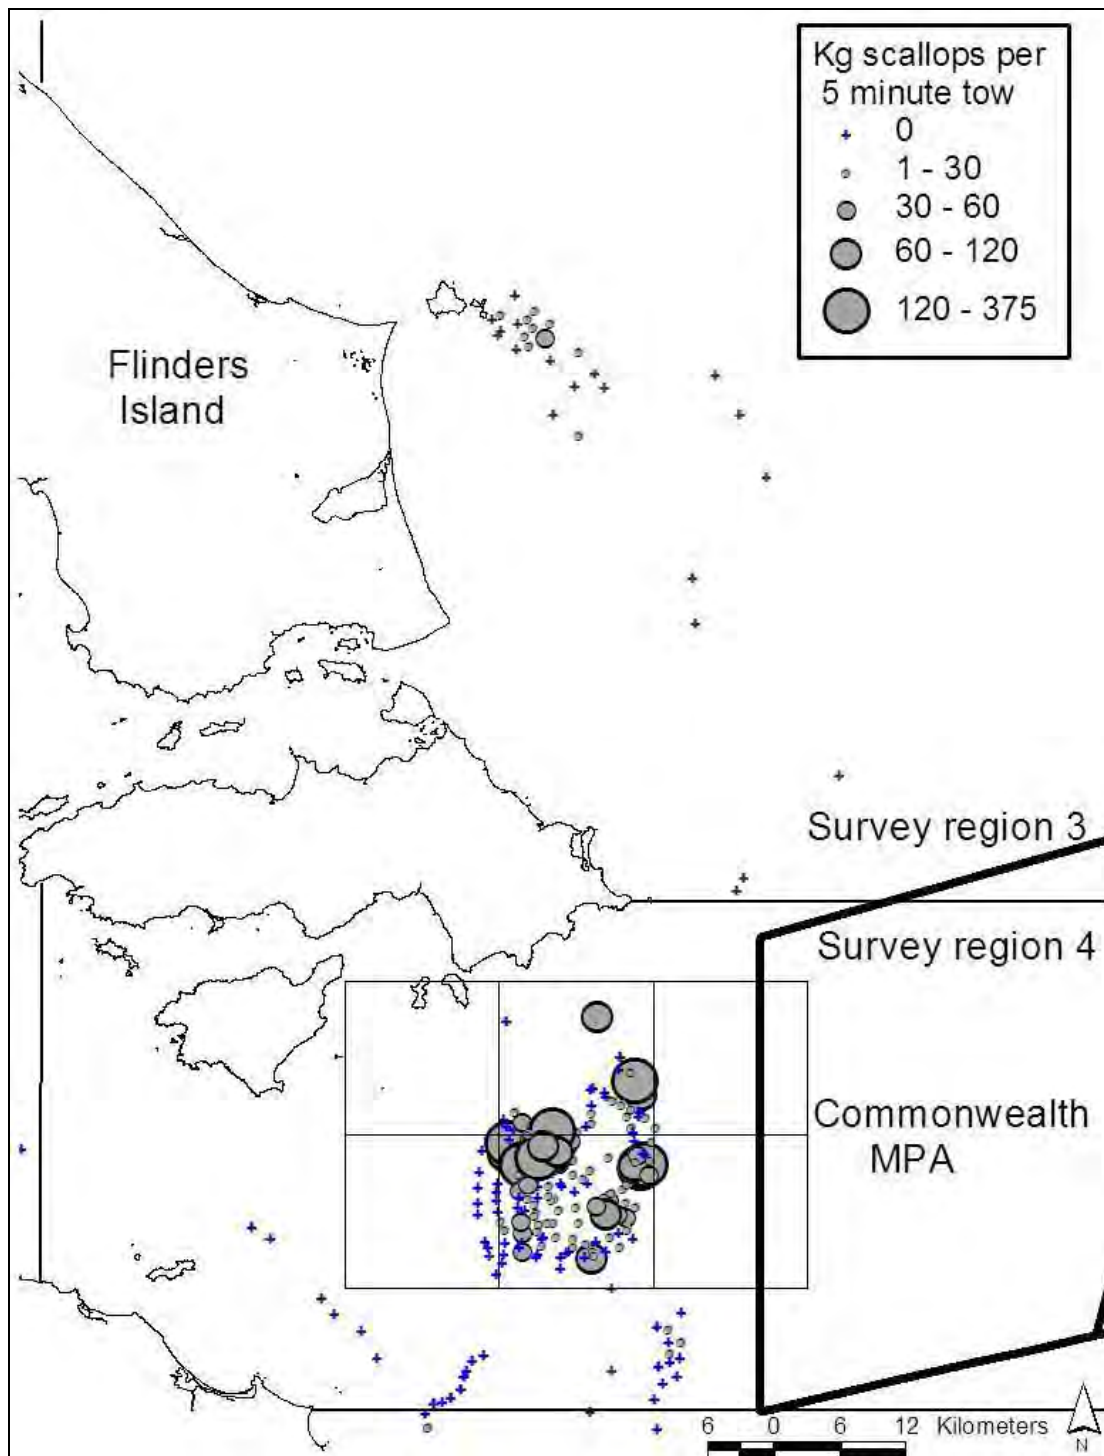 Kg scallops per
5 minute tow
0
1 - 30
30 - 60
60 - 120
120 - 375
Flinders
Island
Survey region 3
Survey region 4
Commonwealth
MPA
6 0 6 12 Kilometers
N